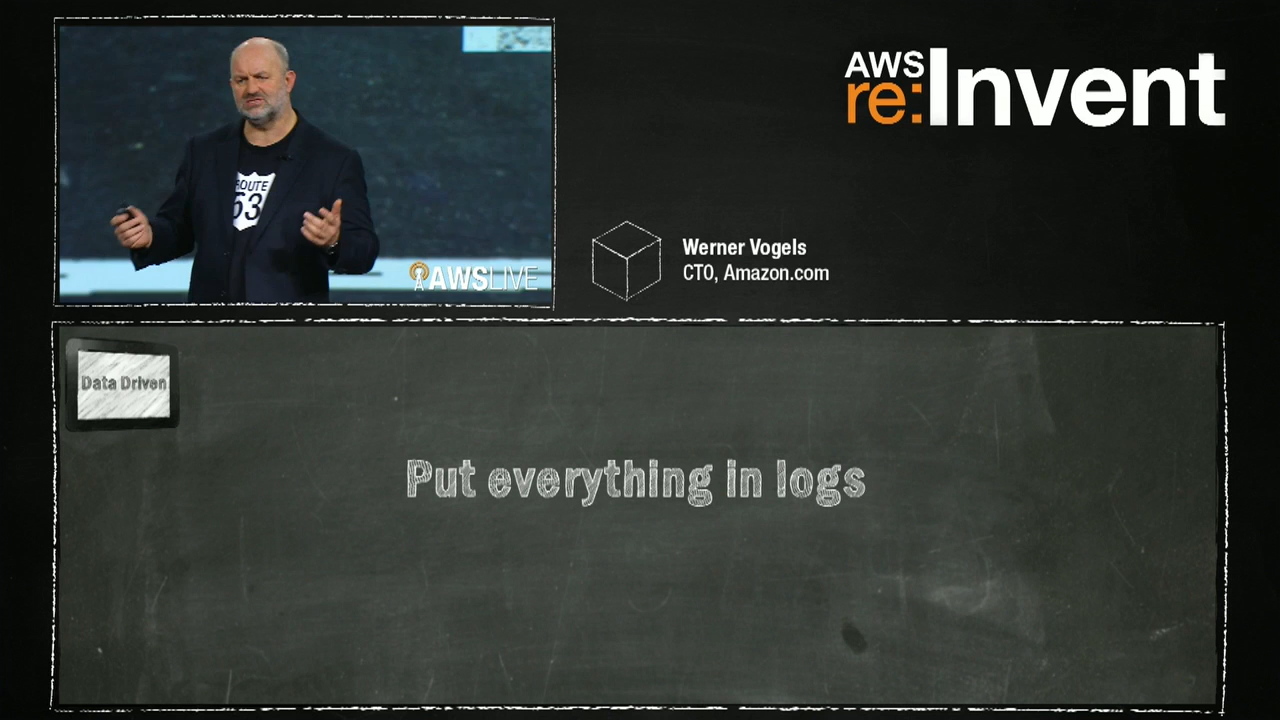 AWS
re:Invent
ROUTE
53
AWSLIVE
Werner Vogels
CTO, Amazon.com
Data Driven
Put everything in logs